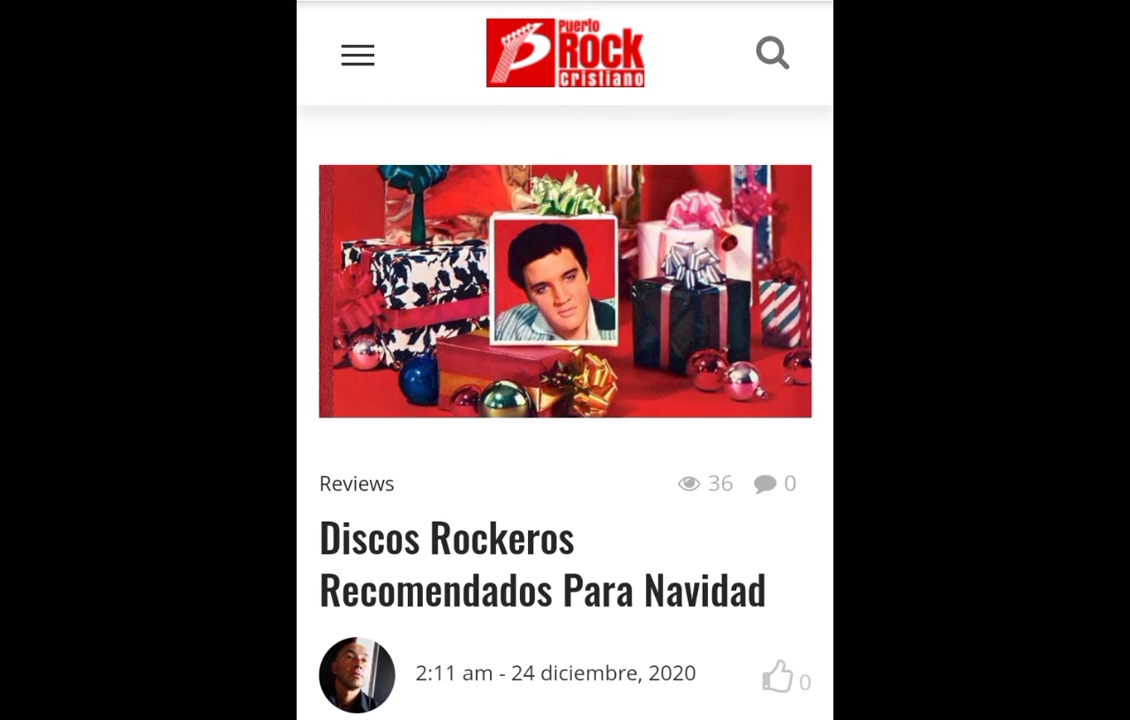 Puerto
Rock
cristiano
Reviews
36
0
Discos Rockeros
Recomendados Para Navidad
2:11 am - 24 diciembre, 2020
0